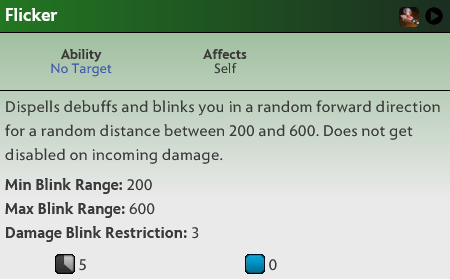 Flicker
Ability
Affects
No Target
Self
Dispells debuffs and blinks you in a random forward direction
for a random distance between 200 and 600. Does not get
disabled on incoming damage.
Min Blink Range: 200
Max Blink Range: 600
Damage Blink Restriction: 3
5
0